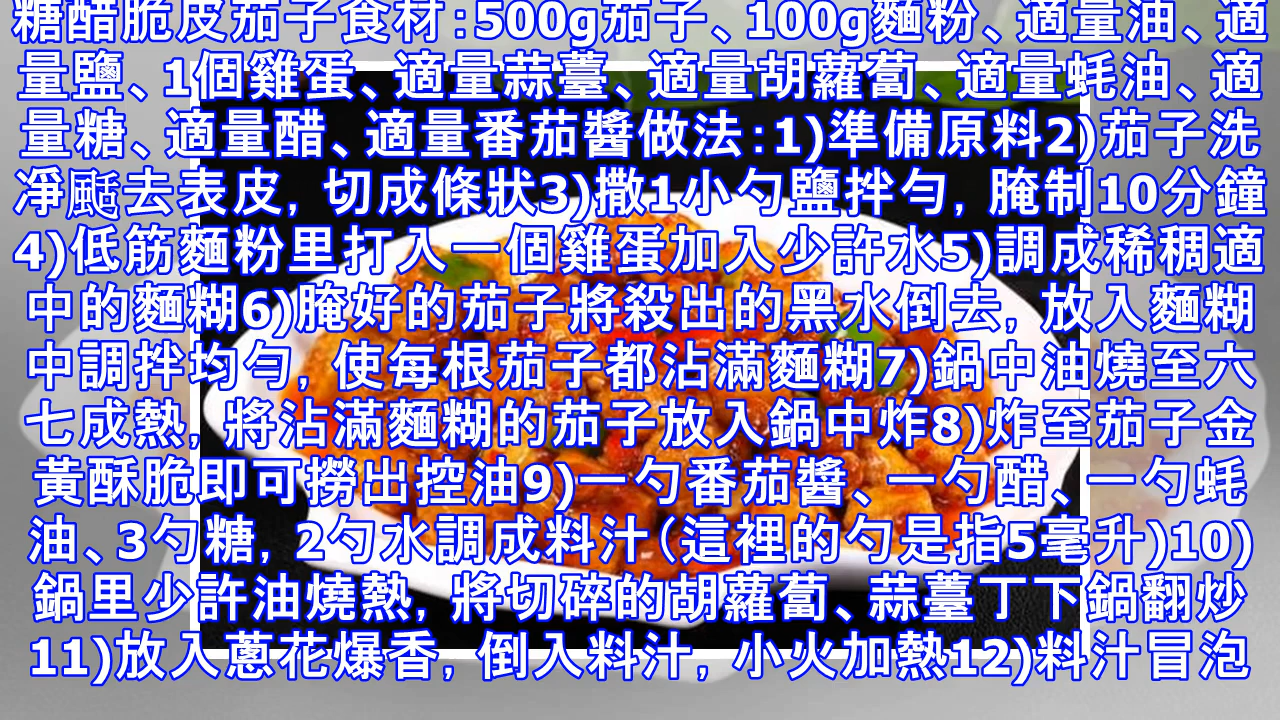 糖醋脆皮茄子食材：500g茄子、100g麵粉、適量油、適
量鹽、1個雞蛋、適量蒜薹、適量胡蘿蔔、適量蚝油、適
量糖、適量醋、適量番茄醬做法：1)準備原料2)茄子洗
凈颳去表皮，切成條狀3)撒1小勺鹽拌勻，腌制10分鐘
4)低筋麵粉里打入一個雞蛋加入少許水5)調成稀稠適
中的麵糊6)腌好的茄子將殺出的黑水倒去，放入麵糊
中調拌均勻，使每根茄子都沾滿麵糊7)鍋中油燒至六
七成熱，將沾滿麵糊的茄子放入鍋中炸8)炸至茄子金
黃酥脆即可撈出控油9)一勺番茄醬、一勺醋、一勺蚝
油、3勺糖，2勺水調成料汁（這裡的勺是指5毫升)10)
鍋里少許油燒熱，將切碎的胡蘿蔔、蒜薹丁下鍋翻炒
11)放入蔥花爆香，倒入料汁，小火加熱12)料汁冒泡